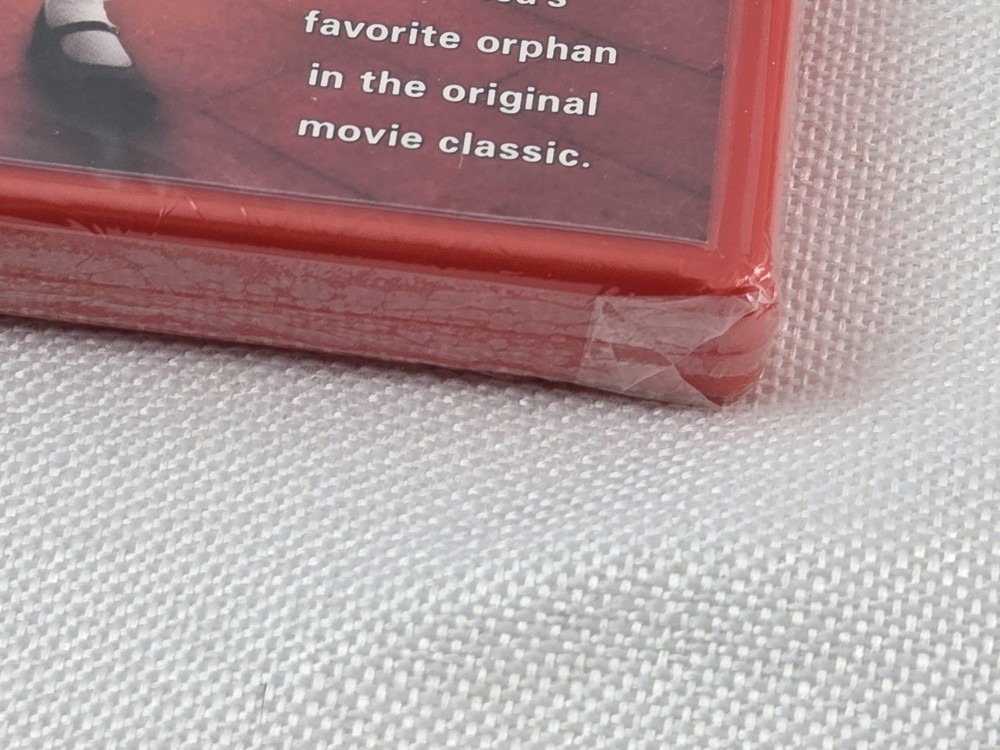 favorite orphan
in the original
movie classic.